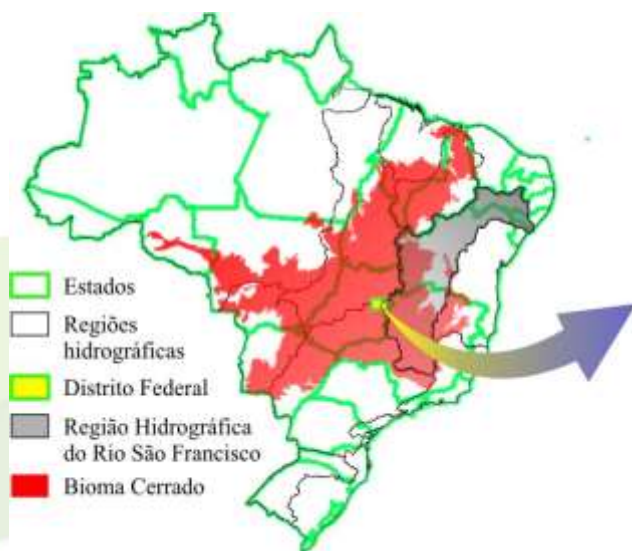 Estados
Regiões
hidrográficas
Distrito Federal
Região Hidrográfica
do Rio São Francisco
Bioma Cerrado